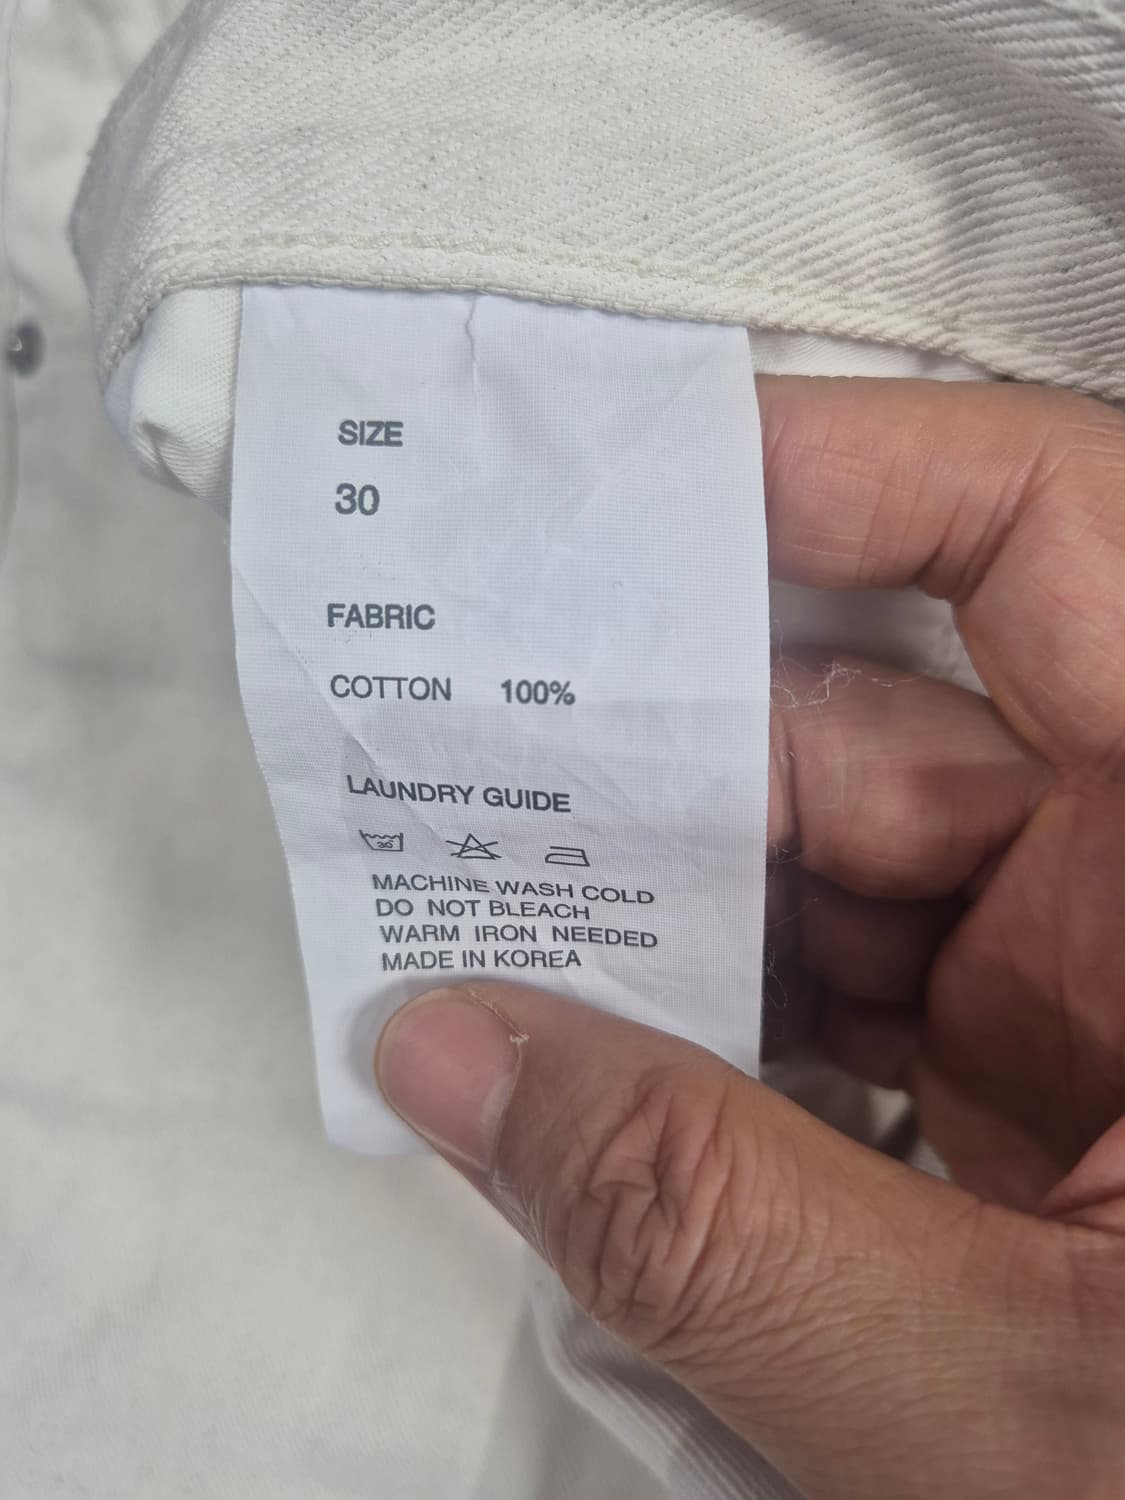 SIZE
30
FABRIC
COTTON 100%
LAUNDRY GUIDE
30
MACHINE WASH COLD
DO NOT BLEACH
WARM IRON NEEDED
MADE IN KOREA